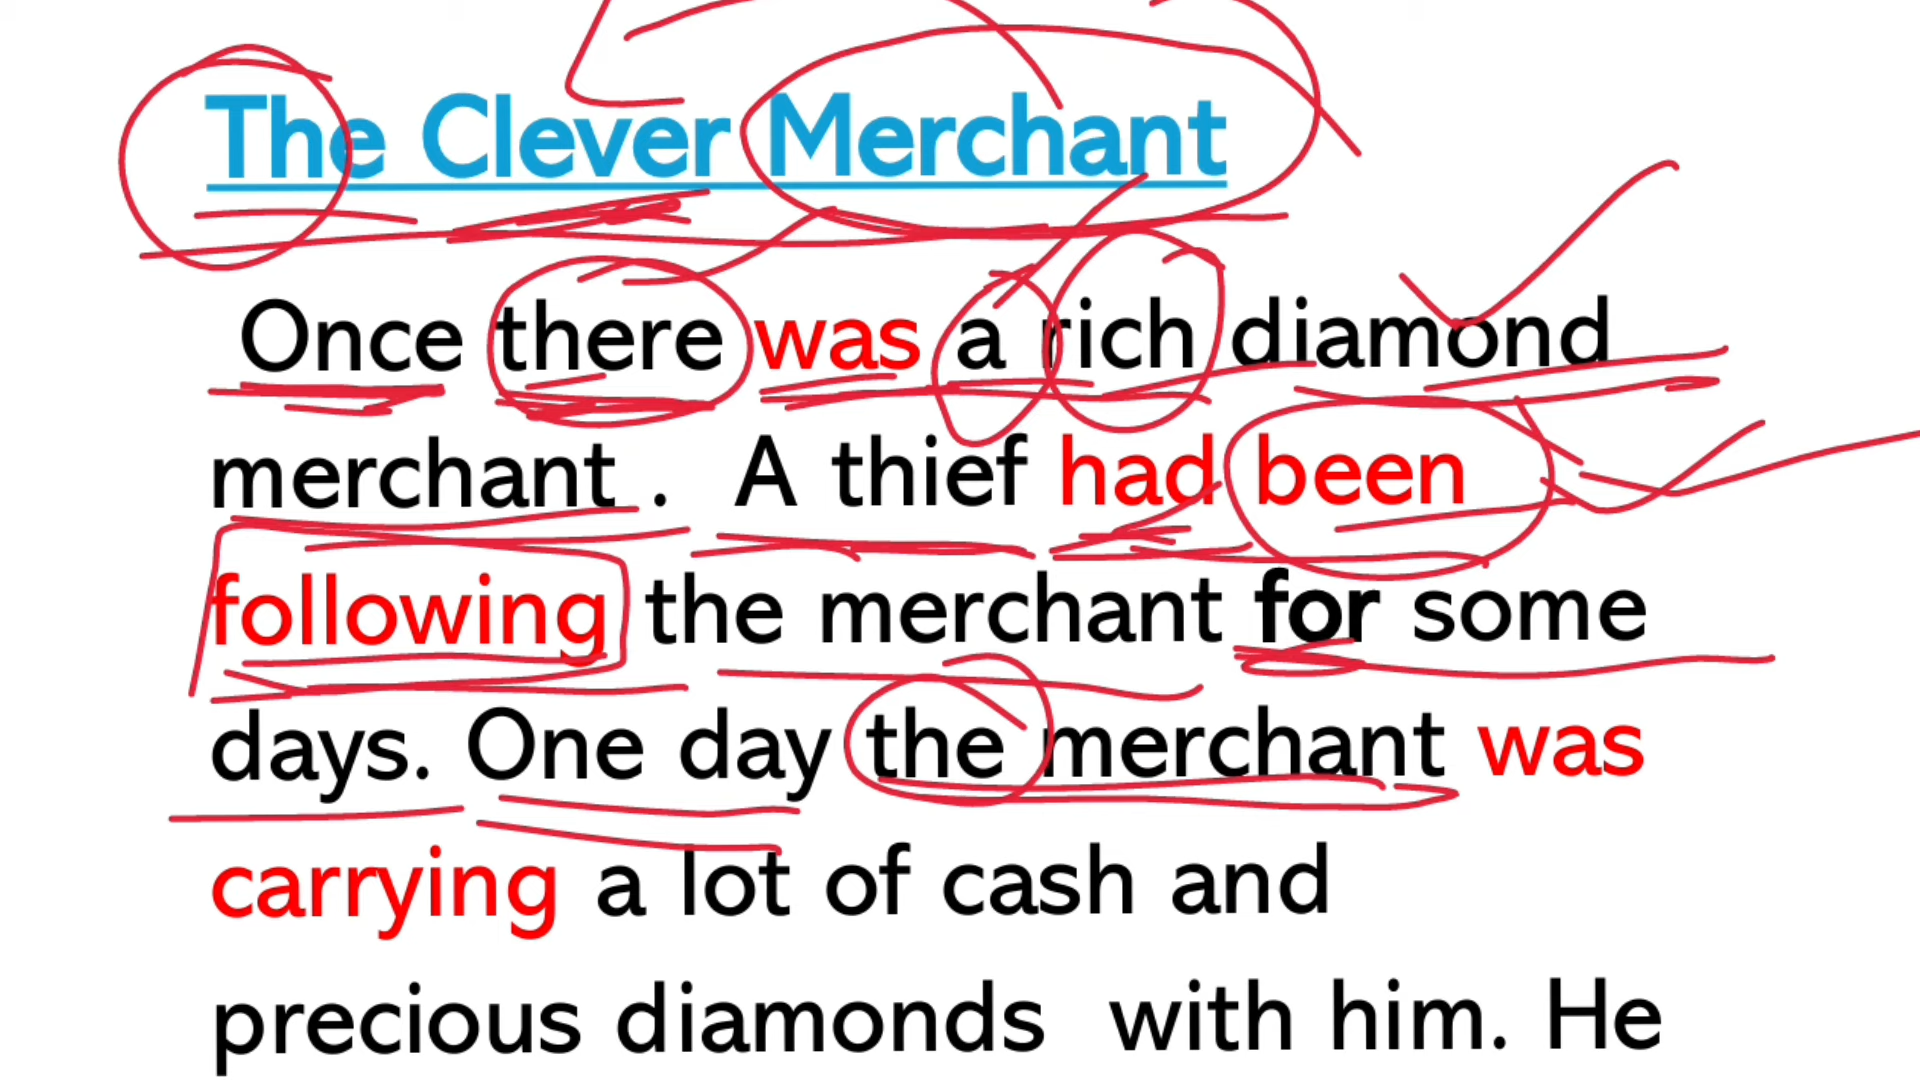 The Clever Merchant
Once there was a rich diamond
merchant . A thief had been
following the merchant for some
days. One day the merchant was
carrying a lot of cash and
precious diamonds with him. He